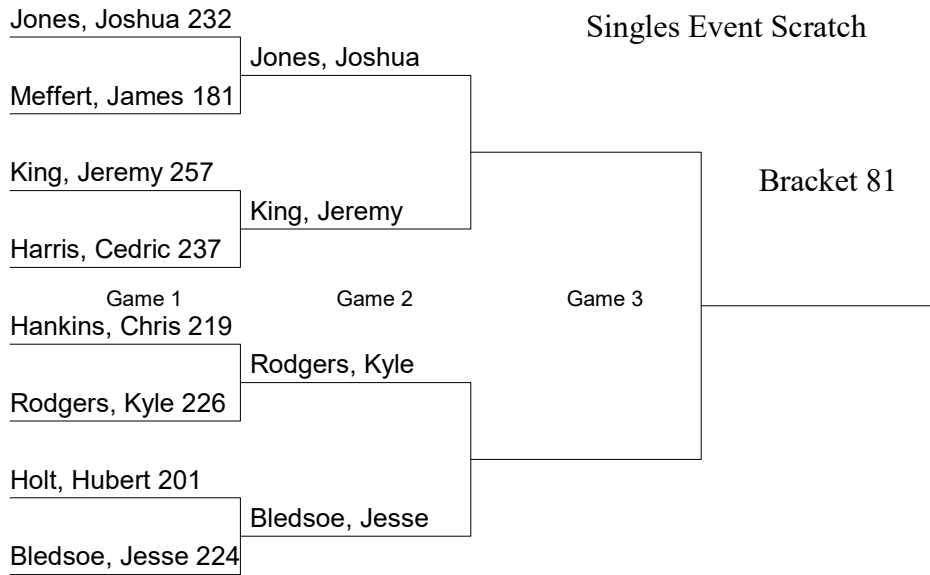 Jones, Joshua 232
Singles Event Scratch
Jones, Joshua
Meffert, James 181
King, Jeremy 257
Bracket 81
King, Jeremy
Harris, Cedric 237
Game 1
Game 2
Game 3
Hankins, Chris 219
Rodgers, Kyle
Rodgers, Kyle 226
Holt, Hubert 201
Bledsoe, Jesse
Bledsoe, Jesse 224